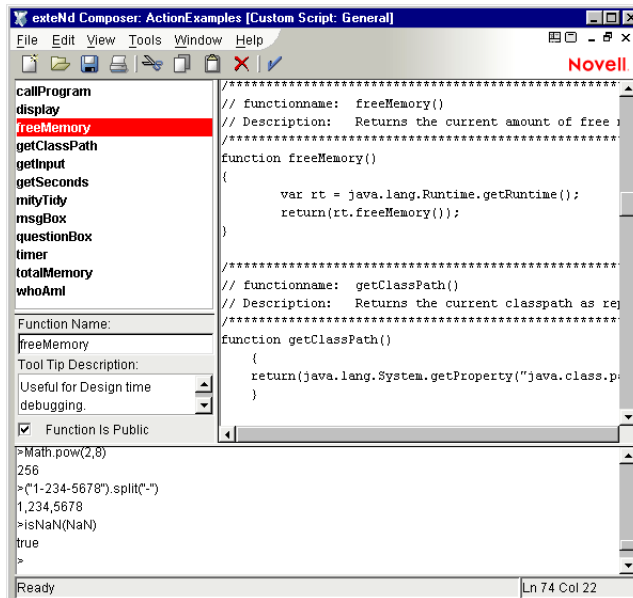 exteNd Composer: ActionExamples [Custom Script: General]
File Edit View Tools Window Help
Novell.
callProgram
display
freeMemory
getClassPath
getInput
getSeconds
mityTidy
msgBox
questionBox
timer
totalMemory
whoAmI
Function Name:
freeMemory
Tool Tip Description:
Useful for Design time
debugging.
Function Is Public
/*******************************************************
// functionname: freeMemory()
// Description: Returns the current amount of free
/*******************************************************
function freeMemory()
{
var rt = java.lang.Runtime.getRuntime();
return(rt.freeMemory());
}
/*******************************************************
// functionname: getClassPath()
// Description: Returns the current classpath as rep
/*******************************************************
function getClassPath()
{
return(java.lang.System.getProperty("java.class.p
}
>Math.pow(2,8)
256
>("1-234-5678").split("-")
1,234,5678
>isNaN(NaN)
true
>
Ready
Ln 74 Col 22